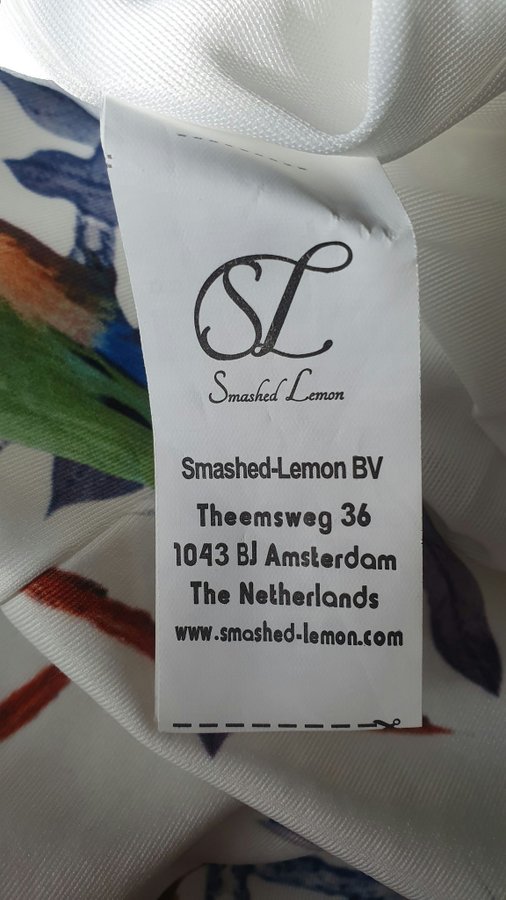 SL
Smashed Lemon
Smashed-Lemon BV
Theemsweg 36
1043 BJ Amsterdam
The Netherlands
www.smashed-lemon.com